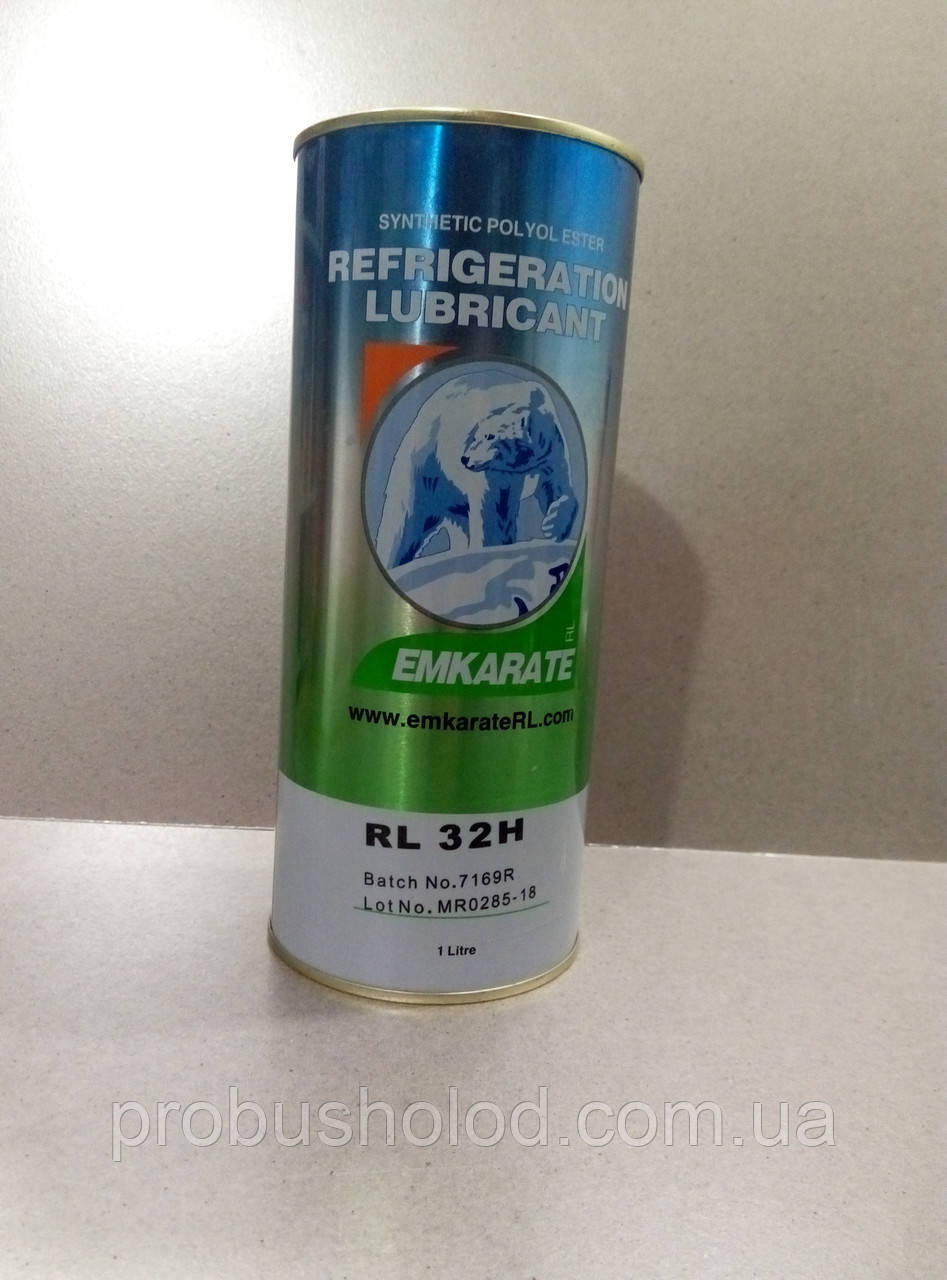 SYNTHETIC POLYOL ESTER
REFRIGERATION
LUBRICANT
EMKARATE RL
www.emkarateRL.com
RL 32H
Batch No.7169R
Lot No. MR0285-18
1 Litre
probusholod.com.ua